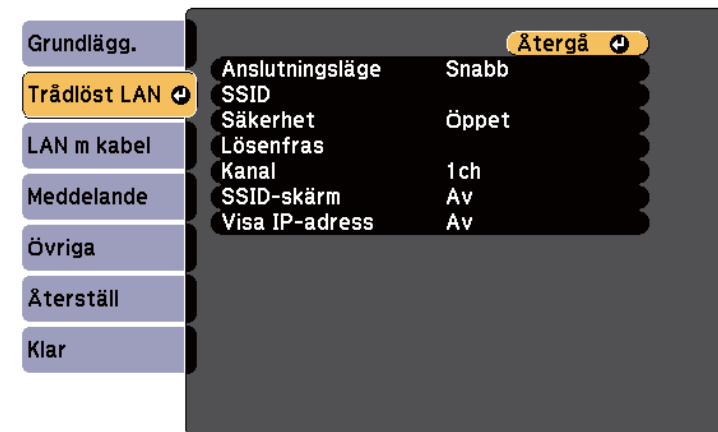 Grundlägg.
Trådlöst LAN
LAN m kabel
Meddelande
Övriga
Återställ
Klar
Återgå
Anslutningsläge Snabb
SSID
Säkerhet Öppet
Lösenfras
Kanal 1ch
SSID-skärm Av
Visa IP-adress Av